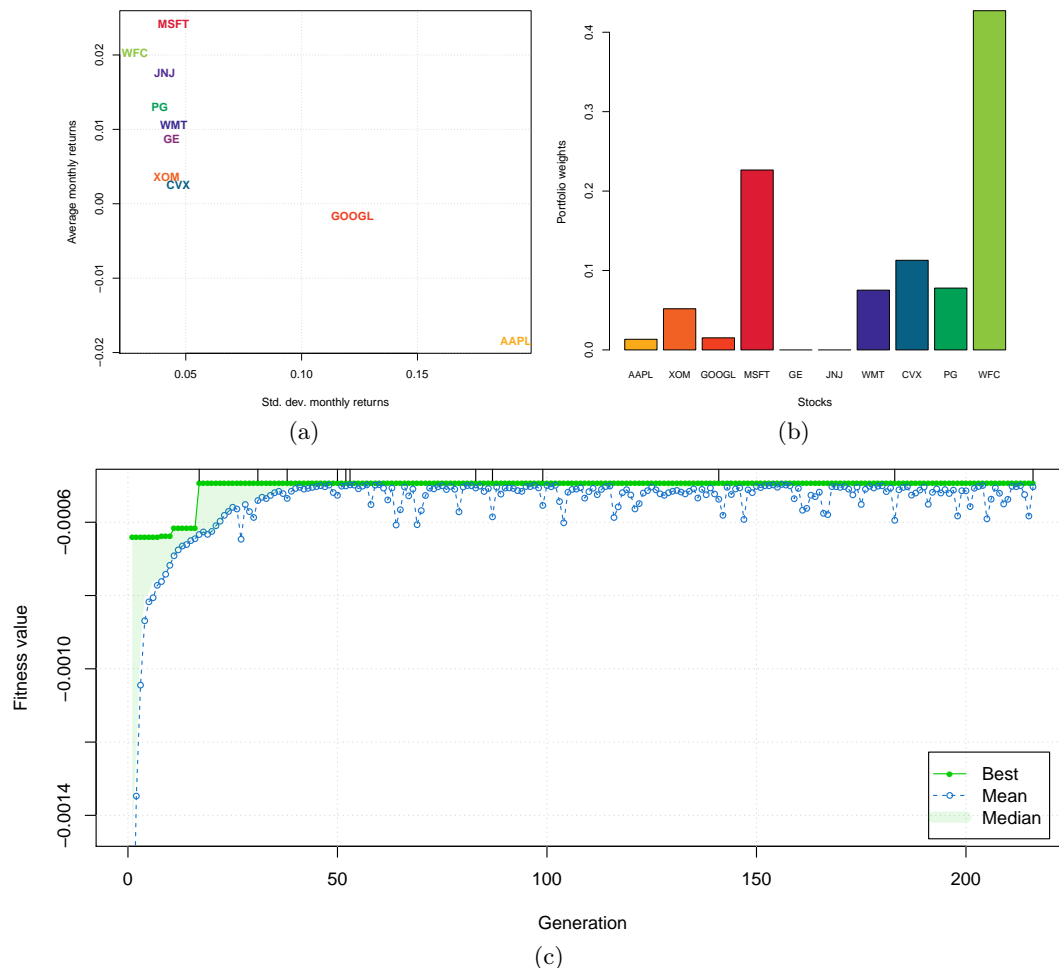 MSFT
WFC
JNJ
PG
WMT
GE
XOM
CVX
GOOGL
AAPL
Average monthly returns
−0.02 −0.01 0.00 0.01 0.02
0.05 0.10 0.15
Std. dev. monthly returns
(a)
Portfolio weights
0.0 0.1 0.2 0.3 0.4
AAPL XOM GOOGL MSFT GE JNJ WMT CVX PG WFC
Stocks
(b)
Fitness value
−0.0014 −0.0010 −0.0006
Best
Mean
Median
0 50 100 150 200
Generation
(c)